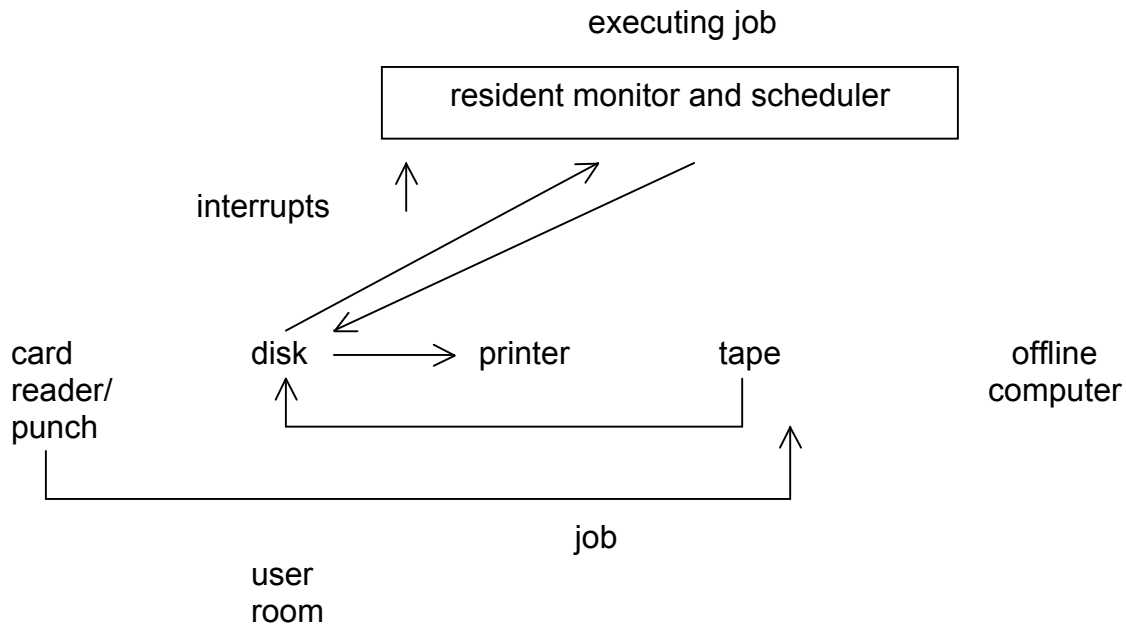 executing job
resident monitor and scheduler
interrupts
card
reader/
punch
disk
printer
tape
offline
computer
job
user
room